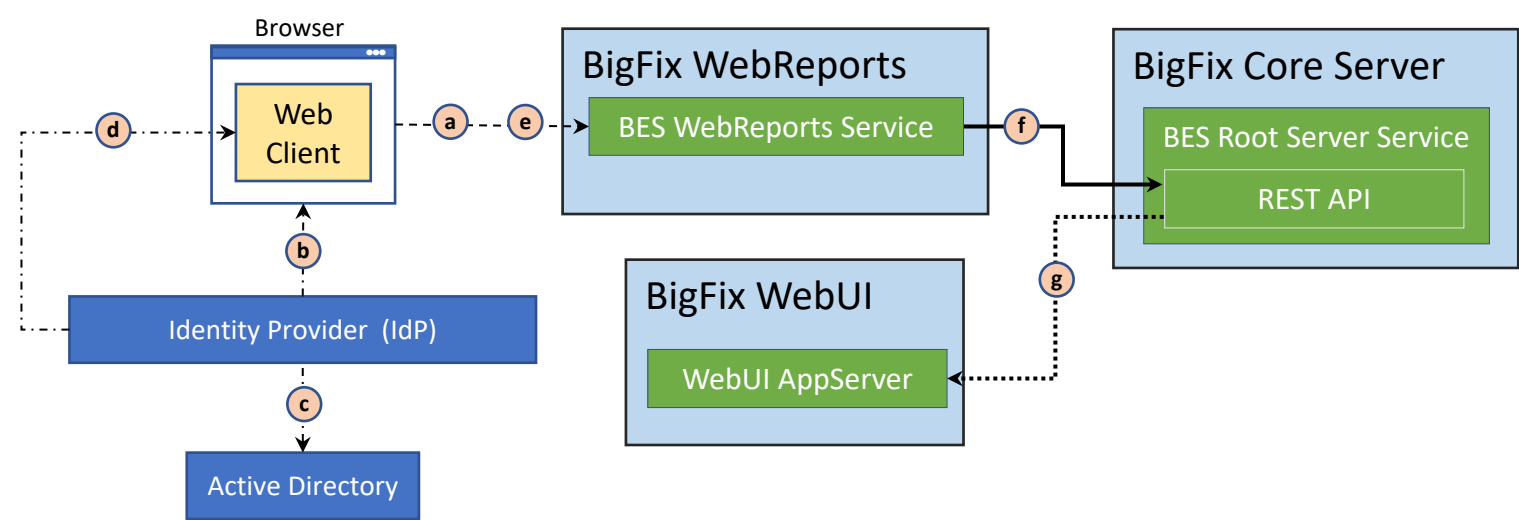 Browser
Web
Client
d
a
e
b
Identity Provider (IdP)
c
Active Directory
BigFix WebReports
BES WebReports Service
f
BigFix Core Server
BES Root Server Service
REST API
g
BigFix WebUI
WebUI AppServer